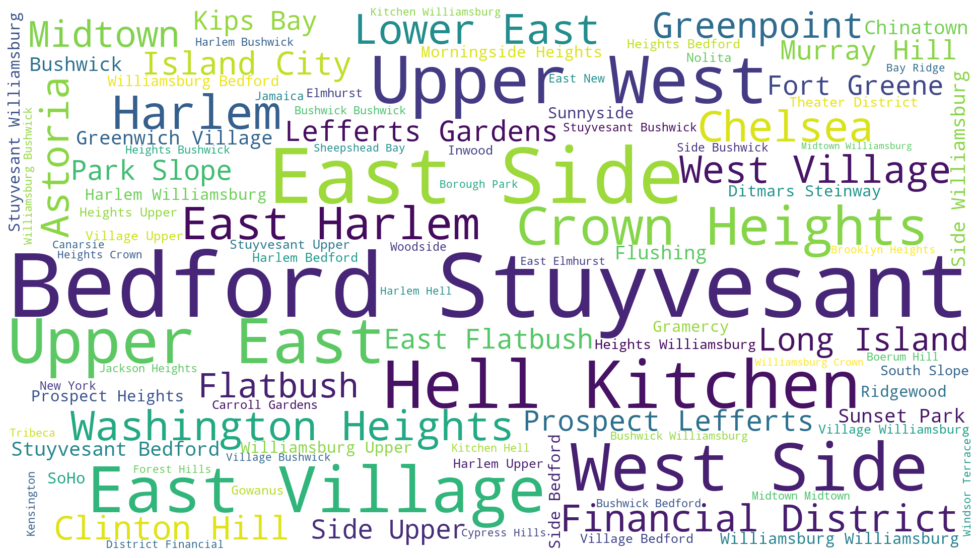 Stuyvesant Williamsburg
Midtown
Kips Bay
Kitchen Williamsburg
Lower East
Greenpoint
Chinatown
Harlem Bushwick
Morningside Heights
Heights Bedford
Murray Hill
Bushwick
Island City
Nolita
Bay Ridge
Upper West
East New
Fort Greene
Williamsburg Bedford
Jamaica
Elmhurst
Astoria
Harlem
Bushwick Bushwick
Sunnyside
Theater District
Side Williamsburg
Williamsburg Bushwick
Greenwich Village
Lefferts Gardens
Stuyvesant Bushwick
Chelsea
Heights Bushwick
Sheepshead Bay
Inwood
Side Bushwick
Midtown Williamsburg
Park Slope
East Side
West Village
Borough Park
Ditmars Steinway
Harlem Williamsburg
Heights Upper
East Harlem
Crown Heights
Village Upper
Canarsie
Stuyvesant Upper
Woodside
Flushing
Brooklyn Heights
Heights Crown
Harlem Bedford
East Elmhurst
Bedford Stuyvesant
Harlem Hell
Upper East
East Flatbush
Gramercy
Heights Williamsburg
Long Island
Jackson Heights
Williamsburg Crown
Boerum Hill
South Slope
New York
Prospect Heights
Flatbush
Hell Kitchen
Ridgewood
Carroll Gardens
Washington Heights
Prospect Lefferts
Sunset Park
Tribeca
Village Williamsburg
Stuyvesant Bedford
Williamsburg Upper
Kitchen Hell
Bushwick Williamsburg
Village Bushwick
Harlem Upper
Side Bedford
West Side
Windsor Terrace
SoHo
Forest Hills
East Village
Gowanus
Midtown Midtown
Kensington
Bushwick Bedford
Clinton Hill
Side Upper
Cypress Hills
Financial District
District Financial
Village Bedford
Williamsburg Williamsburg